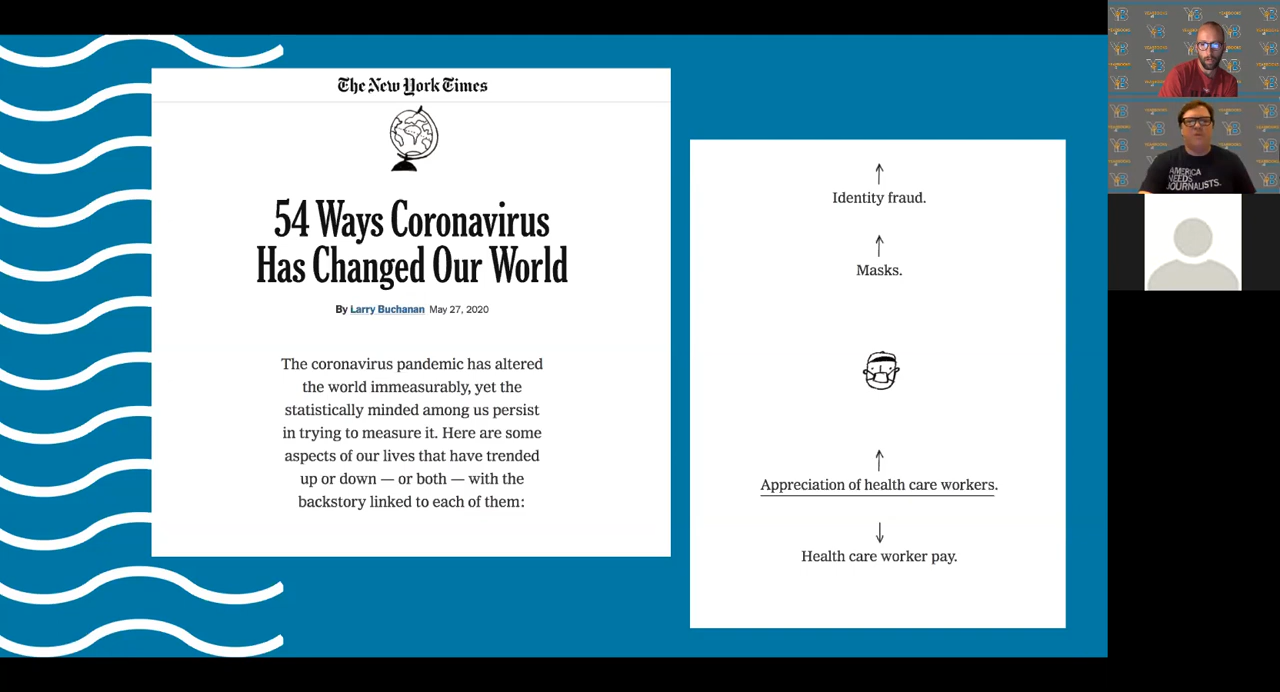 The New York Times
54 Ways Coronavirus
Has Changed Our World
By Larry Buchanan May 27, 2020
The coronavirus pandemic has altered
the world immeasurably, yet the
statistically minded among us persist
in trying to measure it. Here are some
aspects of our lives that have trended
up or down — or both — with the
backstory linked to each of them:
↑
Identity fraud.
↑
Masks.
↑
Appreciation of health care workers.
↓
Health care worker pay.
YB
AMERICA
NEEDS
JOURNALISTS.